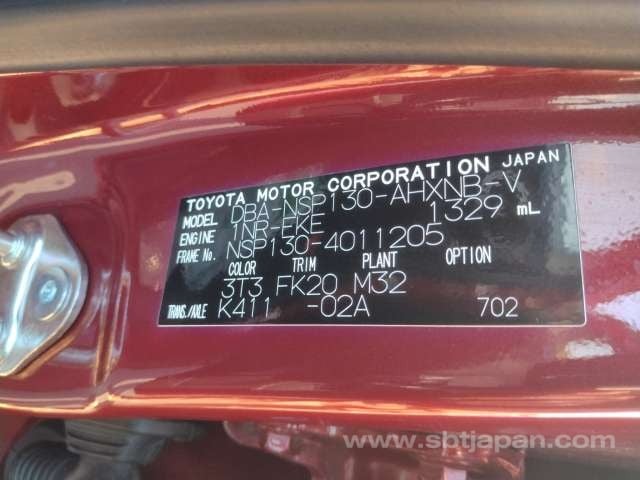 TOYOTA MOTOR CORPORATION JAPAN
MODEL DBA-NSP130-AHXNB-V
ENGINE 1NR-FKE 1329 mL
FRAME No. NSP130-4011205
COLOR TRIM PLANT OPTION
3T3 FK20 M32
TRANS./AXLE K411 -02A 702
www.sbtjapan.com